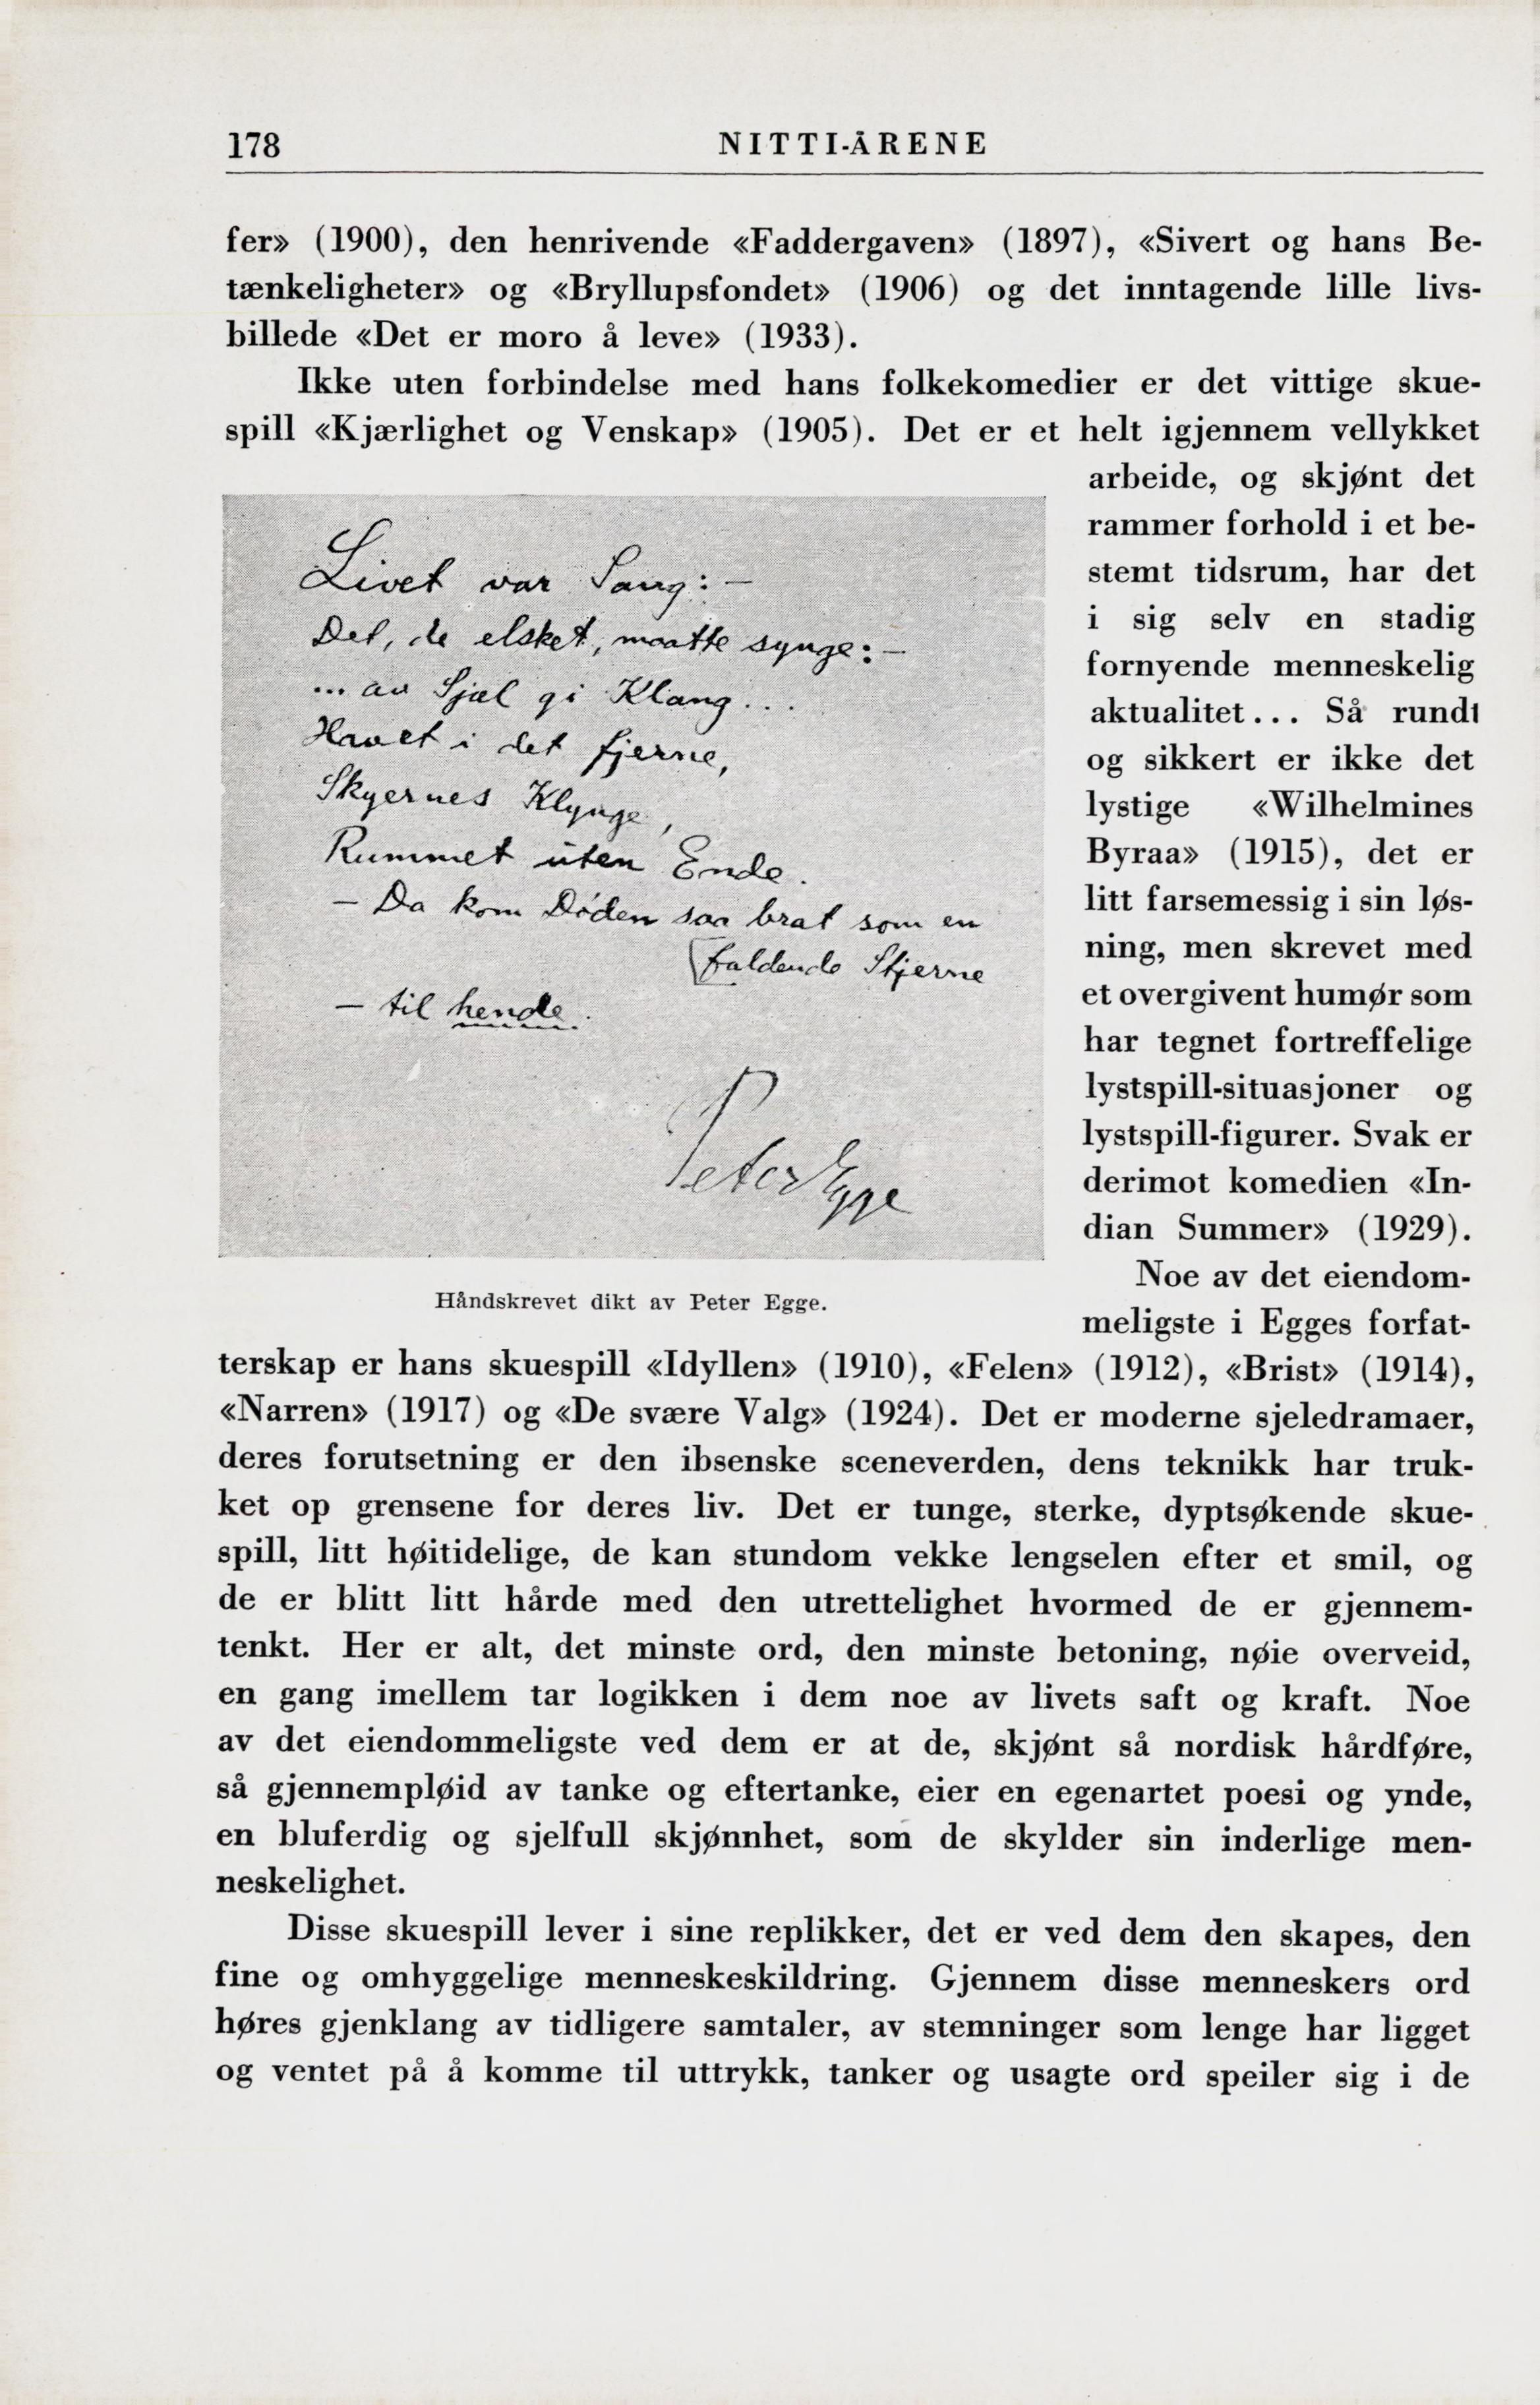 178
NITTI-ÅRENE
fer» (1900), den henrivende «Faddergaven» (1897), «Sivert og hans Be-
tænkeligheter» og «Bryllupsfondet» (1906) og det inntagende lille livs-
billede «Det er moro å leve» (1933).
Ikke uten forbindelse med hans folkekomedier er det vittige skue-
spill «Kjærlighet og Venskap» (1905). Det er et helt igjennem vellykket
arbeide, og skjønt det
rammer forhold i et be-
stemt tidsrum, har det
i sig selv en stadig
fornyende menneskelig
aktualitet... Så rundt
og sikkert er ikke det
lystige «Wilhelmines
Byraa» (1915), det er
litt farsemessig i sin løs-
ning, men skrevet med
et overgivent humør som
har tegnet fortreffelige
lystspill-situasjoner og
lystspill-figurer. Svak er
derimot komedien «In-
dian Summer» (1929).
Noe av det eiendom-
meligste i Egges forfat-
Livet var Sang: —
Det, de elsket, maatte synge: —
... av Sjæl gi Klang...
Havet i det fjerne,
Skyernes Klynge,
Rummet uten Ende.
— Da kom Døden saa brat som en
faldende Stjerne
— til hende.
Peter Egge
Håndskrevet dikt av Peter Egge.
terskap er hans skuespill «Idyllen» (1910), «Felen» (1912), «Brist» (1914),
«Narren» (1917) og «De svære Valg» (1924). Det er moderne sjeledramaer,
deres forutsetning er den ibsenske sceneverden, dens teknikk har truk-
ket op grensene for deres liv. Det er tunge, sterke, dyptsøkende skue-
spill, litt høitidelige, de kan stundom vekke lengselen efter et smil, og
de er blitt litt hårde med den utrettelighet hvormed de er gjennem-
tenkt. Her er alt, det minste ord, den minste betoning, nøie overveid,
en gang imellem tar logikken i dem noe av livets saft og kraft. Noe
av det eiendommeligste ved dem er at de, skjønt så nordisk hårdføre,
så gjennempløid av tanke og eftertanke, eier en egenartet poesi og ynde,
en bluferdig og sjelfull skjønnhet, som de skylder sin inderlige men-
neskelighet.
Disse skuespill lever i sine replikker, det er ved dem den skapes, den
fine og omhyggelige menneskeskildring. Gjennem disse menneskers ord
høres gjenklang av tidligere samtaler, av stemninger som lenge har ligget
og ventet på å komme til uttrykk, tanker og usagte ord speiler sig i de